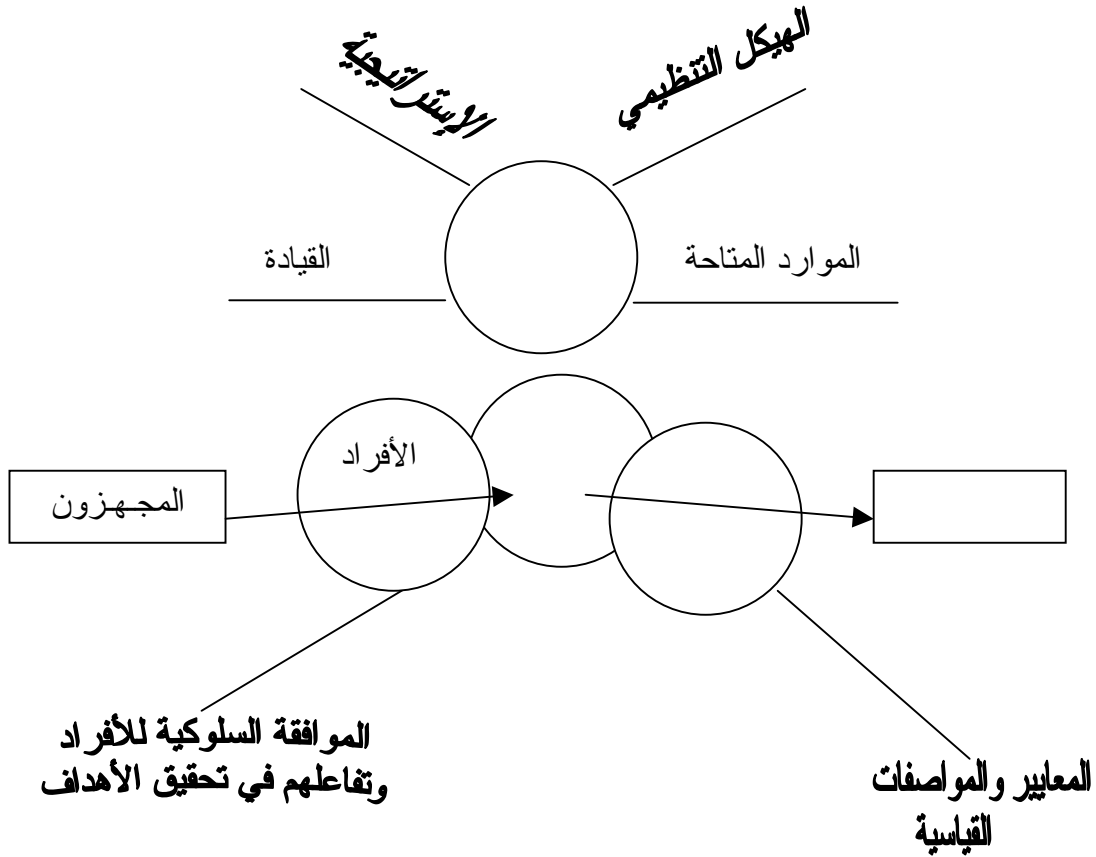 الهيكل التنظيمي
الإستراتيجية
الموارد المتاحة
القيادة
الأفراد
المجهزون
الموافقة السلوكية للأفراد
وتفاعلهم في تحقيق الأهداف
المعايير والمواصفات
القياسية